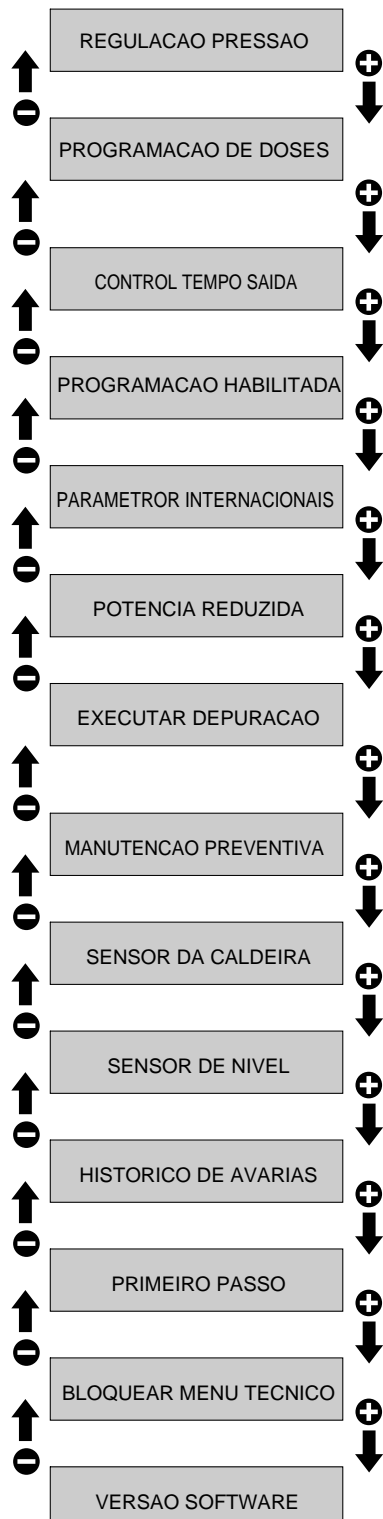 REGULACAO PRESSAO
PROGRAMACAO DE DOSES
CONTROL TEMPO SAIDA
PROGRAMACAO HABILITADA
PARAMETROR INTERNACIONAIS
POTENCIA REDUZIDA
EXECUTAR DEPURACAO
MANUTENCAO PREVENTIVA
SENSOR DA CALDEIRA
SENSOR DE NIVEL
HISTORICO DE AVARIAS
PRIMEIRO PASSO
BLOQUEAR MENU TECNICO
VERSAO SOFTWARE